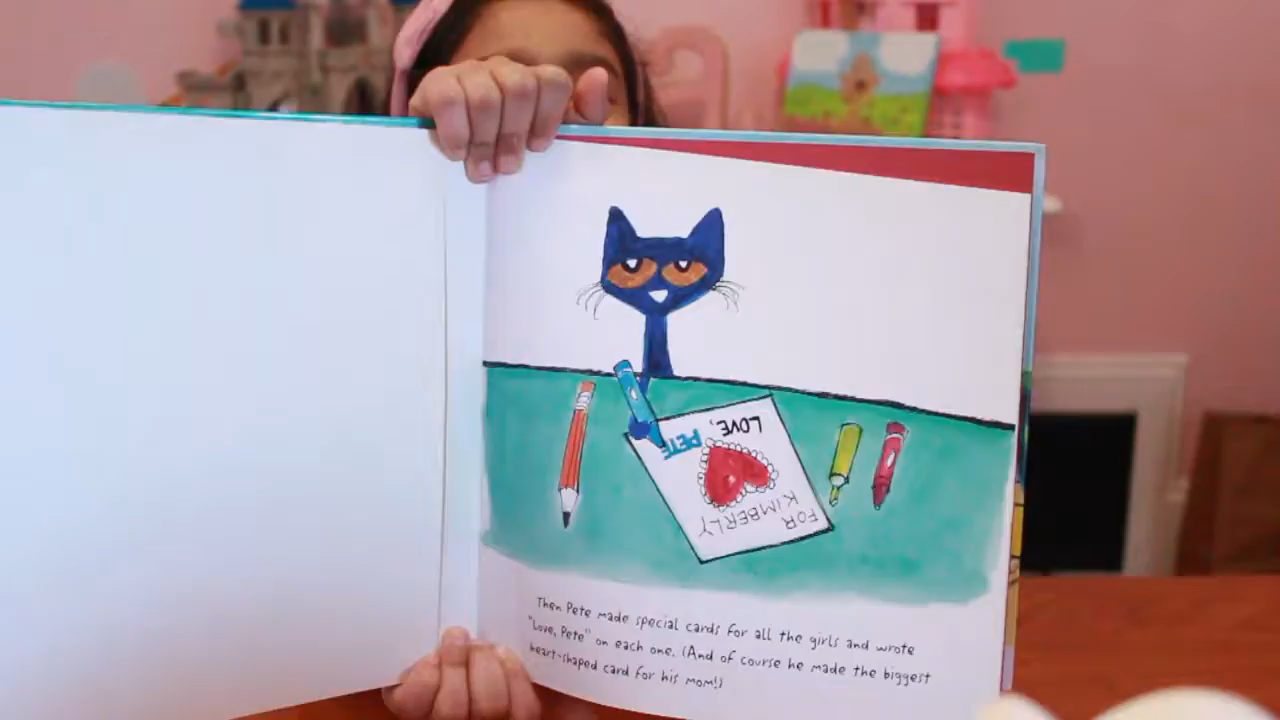 FOR
KIMBERLY
LOVE,
PETE
Then Pete made special cards for all the girls and wrote
"Love, Pete" on each one. (And of course he made the biggest
heart-shaped card for his mom!)